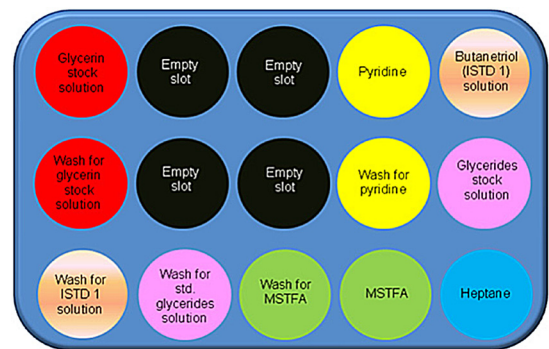 Glycerin
stock
solution
Empty
slot
Empty
slot
Pyridine
Butanetriol
(ISTD 1)
solution
Wash for
glycerin
stock
solution
Empty
slot
Empty
slot
Wash for
pyridine
Glycerides
stock
solution
Wash for
ISTD 1
solution
Wash for
std.
glycerides
solution
Wash for
MSTFA
MSTFA
Heptane